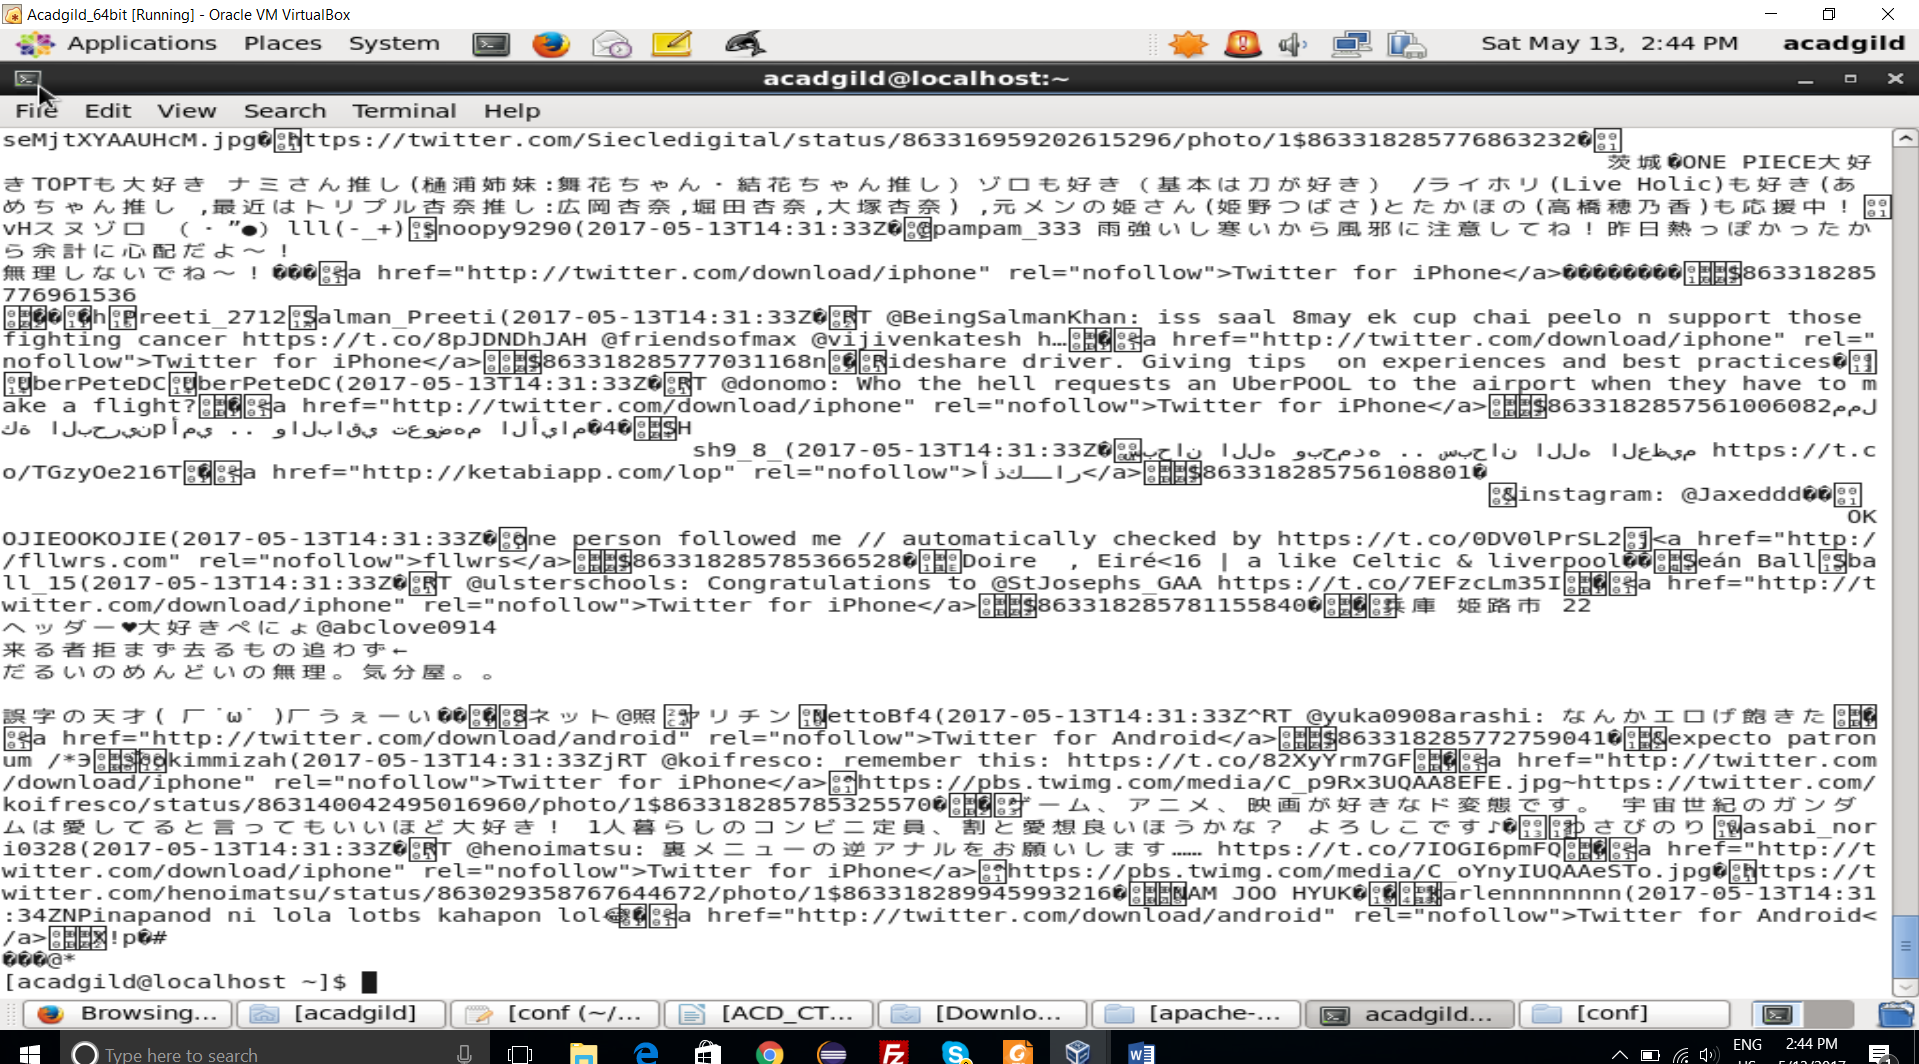 Acadgild_64bit [Running] - Oracle VM VirtualBox
Applications Places System Sat May 13, 2:44 PM acadgild
acadgild@localhost:~
File Edit View Search Terminal Help
seMjtXYAAUHcM.jpg https://twitter.com/Siecledigital/status/863316959202615296/photo/1$863318285776863232
茨城 ONE PIECE大好
きTOPTも大好き ナミさん推し(樋浦姉妹:舞花ちゃん・結花ちゃん推し) ゾロも好き (基本は刀が好き) /ライホリ(Live Holic)も好き(あ
めちゃん推し ,最近はトリプル杏奈推し:広岡杏奈,堀田杏奈,大塚杏奈) ,元メンの姫さん(姫野つばさ)とたかほの(高橋穂乃香)も応援中!
vHスヌゾロ (・”●) lll(-_+) Snoopy9290(2017-05-13T14:31:33Z @pampam_333 雨強いし寒いから風邪に注意してね!昨日熱っぽかったか
ら余計に心配だよ~!
無理しないでね~! <a href="http://twitter.com/download/iphone" rel="nofollow">Twitter for iPhone</a> $863318285
776961536
h Preeti_2712 Salman_Preeti(2017-05-13T14:31:33Z RT @BeingSalmanKhan: iss saal 8may ek cup chai peelo n support those
fighting cancer https://t.co/8pJDNDhJAH @friendsofmax @vijivenkatesh h… <a href="http://twitter.com/download/iphone" rel="
nofollow">Twitter for iPhone</a> $863318285777031168n Rideshare driver. Giving tips on experiences and best practices
UberPeteDC UberPeteDC(2017-05-13T14:31:33Z RT @donomo: Who the hell requests an UberPOOL to the airport when they have to m
ake a flight? <a href="http://twitter.com/download/iphone" rel="nofollow">Twitter for iPhone</a> $863318285756100608
H
sh9_8_(2017-05-13T14:31:33Z سبحان الله وبحمده .. سبحان الله العظيم https://t.c
o/TGzyOe216T <a href="http://ketabiapp.com/lop" rel="nofollow"></a> $863318285756108801
&instagram: @Jaxeddd
OK
OJIEOOKOJIE(2017-05-13T14:31:33Z one person followed me // automatically checked by https://t.co/0DV0lPrSL2 <a href="http:/
/fllwrs.com" rel="nofollow">fllwrs</a> $863318285785366528 Doire , Eiré<16 | a like Celtic & liverpool Seán Ball Sba
ll_15(2017-05-13T14:31:33Z RT @ulsterschools: Congratulations to @StJosephs_GAA https://t.co/7EFzcLm35I <a href="http://t
witter.com/download/iphone" rel="nofollow">Twitter for iPhone</a> $863318285781155840 兵庫 姫路市 22
ヘッダー❤大好きぺにょ@abclove0914
来る者拒まず去るもの追わず←
だるいのめんどいの無理。気分屋。。
誤字の天才(厂˙ω˙)厂うぇーい ネット@照 ヤリチン NettoBf4(2017-05-13T14:31:33Z^RT @yuka0908arashi: なんかエロげ飽きた
<a href="http://twitter.com/download/android" rel="nofollow">Twitter for Android</a> $863318285772759041 &expecto patron
um /*Э kimmizah(2017-05-13T14:31:33ZjRT @koifresco: remember this: https://t.co/82XyYrm7GF <a href="http://twitter.com
/download/iphone" rel="nofollow">Twitter for iPhone</a> https://pbs.twimg.com/media/C_p9Rx3UQAA8EFE.jpg~https://twitter.com/
koifresco/status/863140042495016960/photo/1$863318285785325570 ゲーム、アニメ、映画が好きなド変態です。 宇宙世紀のガンダ
ムは愛してると言ってもいいほど大好き! 1人暮らしのコンビニ定員、割と愛想良いほうかな? よろしこです♪ わさびのり wasabi_nor
i0328(2017-05-13T14:31:33Z RT @henoimatsu: 裏メニューの逆アナルをお願いします…… https://t.co/7IOGI6pmFQ <a href="http://t
witter.com/download/iphone" rel="nofollow">Twitter for iPhone</a> https://pbs.twimg.com/media/C_oYnyIUQAAeSTo.jpg https://t
witter.com/henoimatsu/status/863029358767644672/photo/1$863318289945993216 NAM JOO HYUK karlennnnnnnn(2017-05-13T14:31
:34ZNPinapanod ni lola lotbs kahapon lol <a href="http://twitter.com/download/android" rel="nofollow">Twitter for Android<
/a> X!p #
@*
[acadgild@localhost ~]$
Browsing... [acadgild] [conf (~/... [ACD_CT... [Downlo... [apache-... acadgild... [conf]
Type here to search ENG 2:44 PM